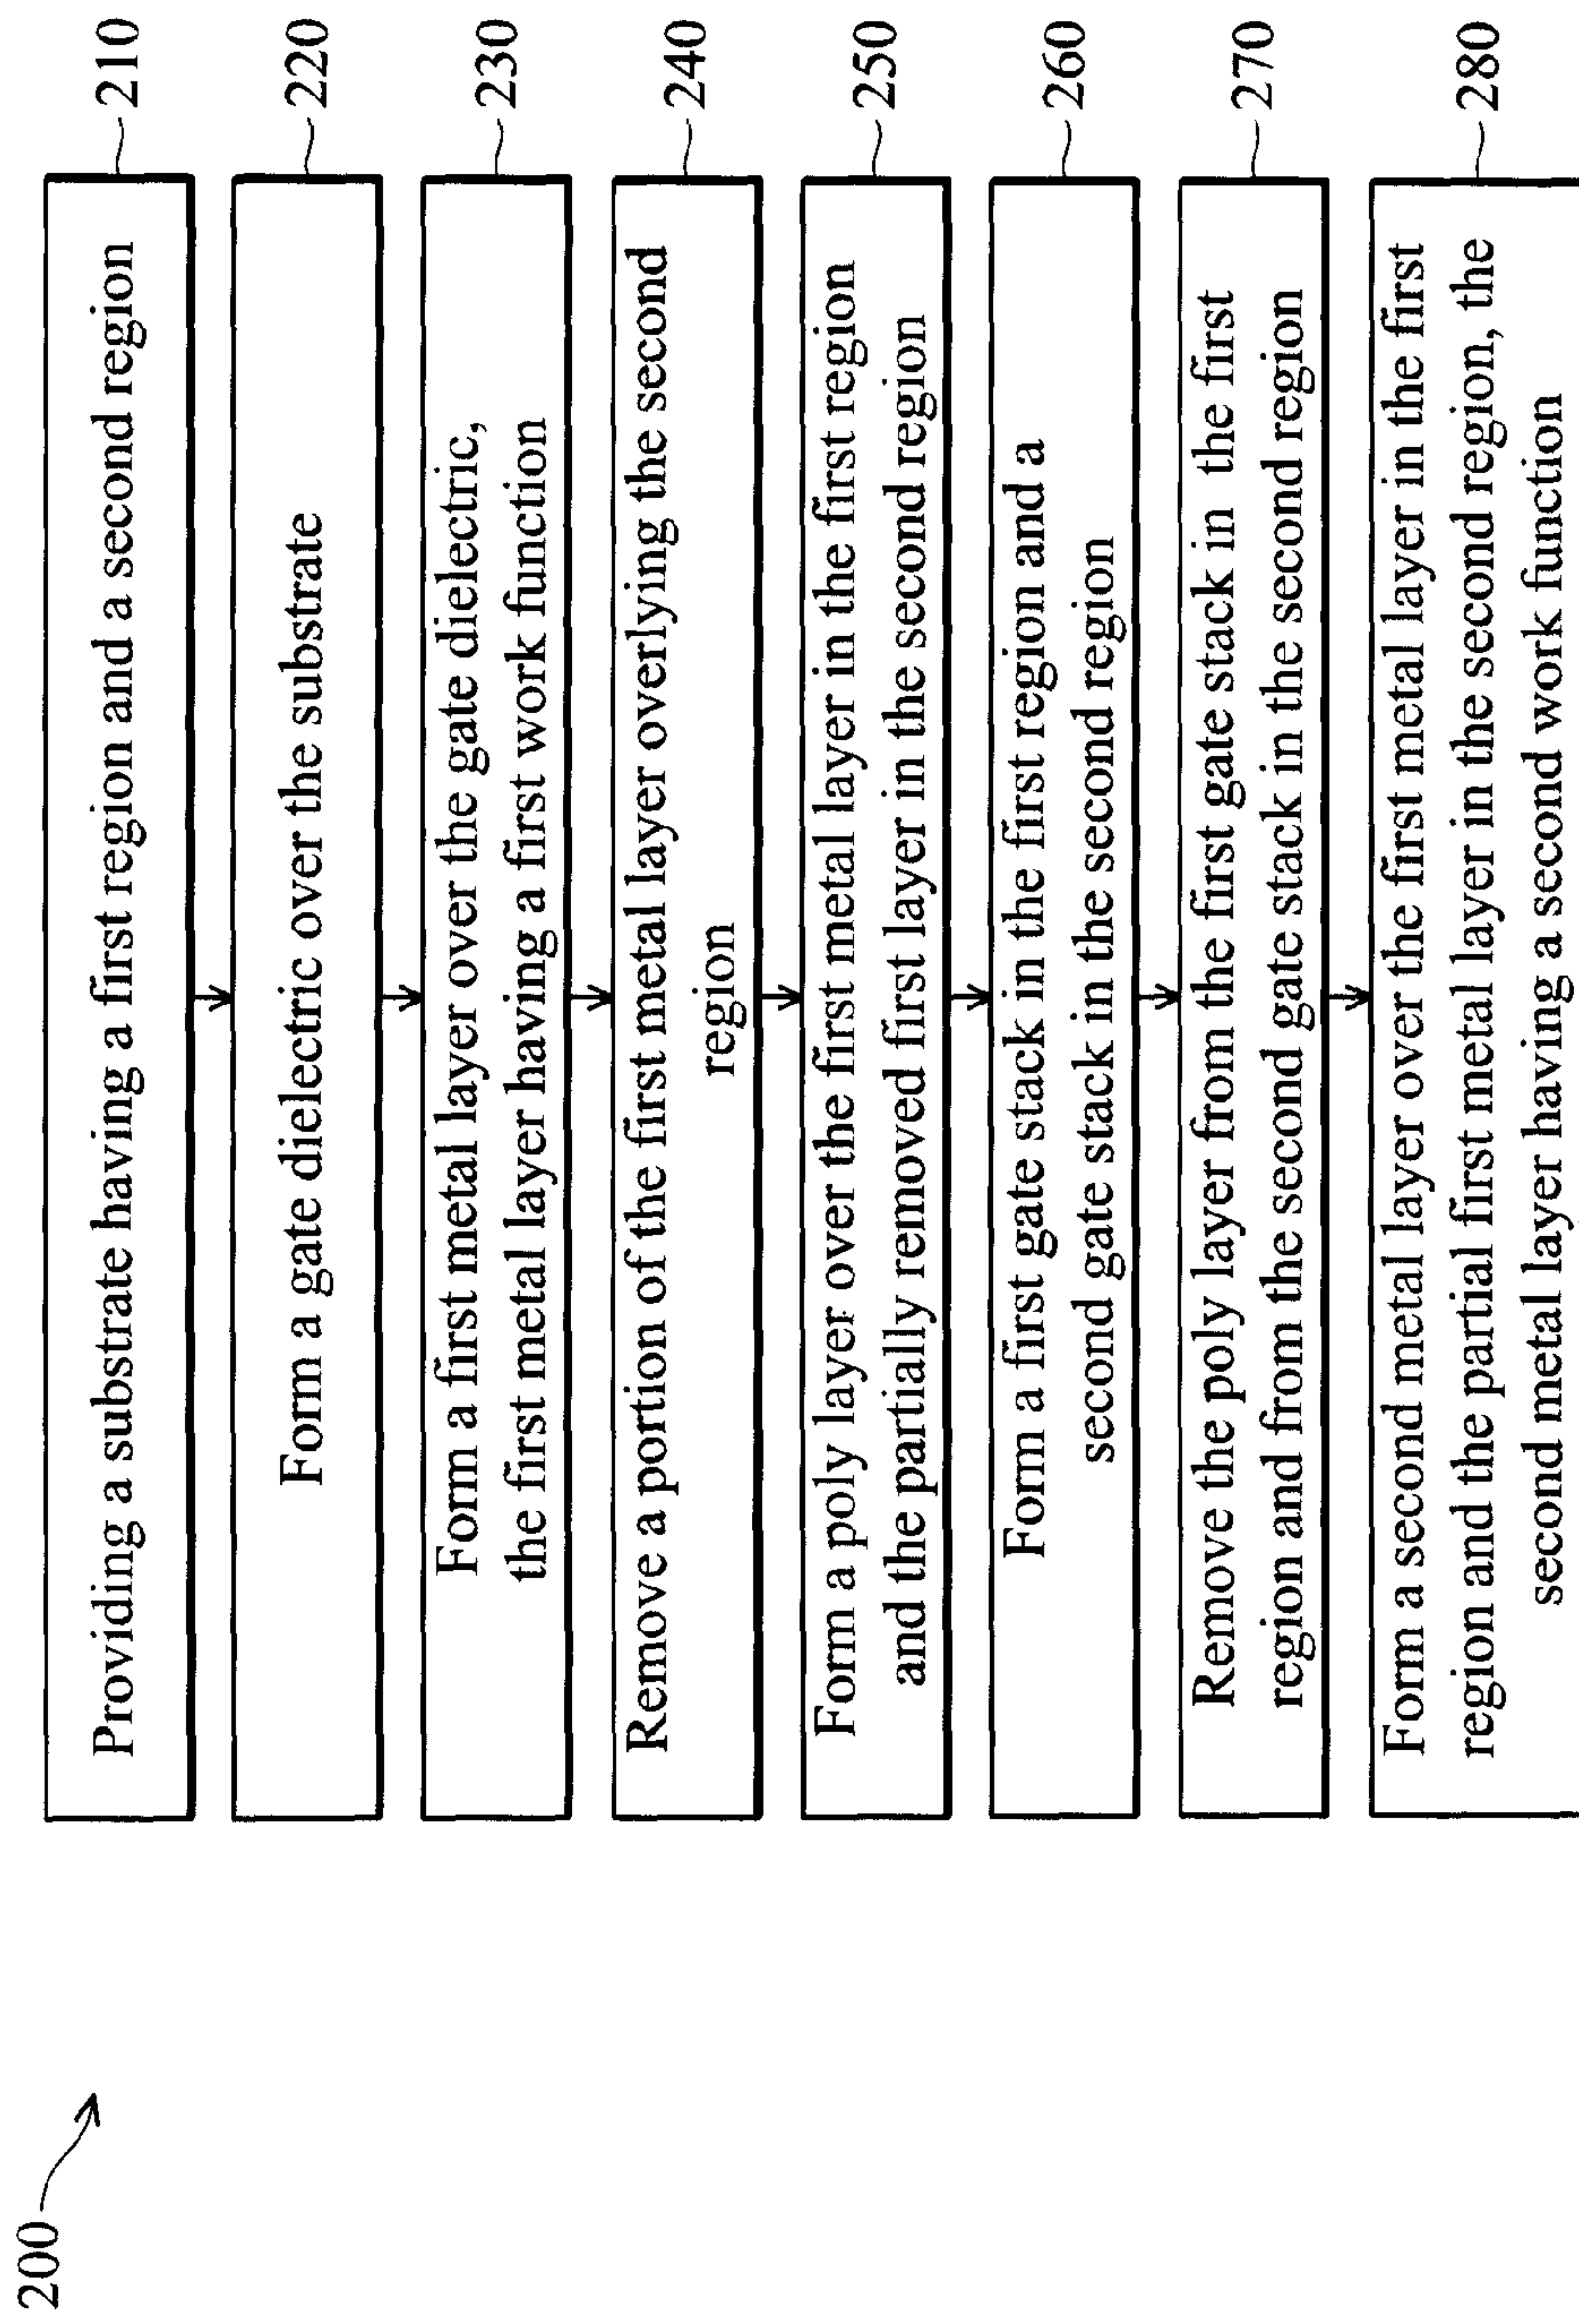 200
Providing a substrate having a first region and a second region
210
Form a gate dielectric over the substrate
220
Form a first metal layer over the gate dielectric,
the first metal layer having a first work function
230
Remove a portion of the first metal layer overlying the second
region
240
Form a poly layer over the first metal layer in the first region
and the partially removed first layer in the second region
250
Form a first gate stack in the first region and a
second gate stack in the second region
260
Remove the poly layer from the first gate stack in the first
region and from the second gate stack in the second region
270
Form a second metal layer over the first metal layer in the first
region and the partial first metal layer in the second region, the
second metal layer having a second work function
280